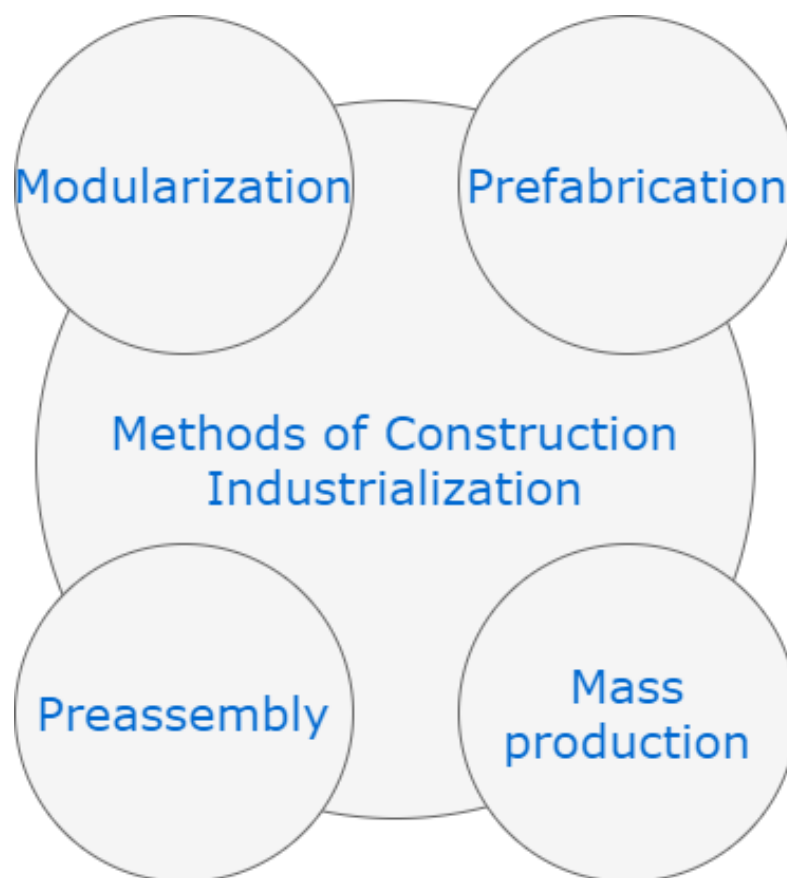 Modularization
Prefabrication
Methods of Construction
Industrialization
Preassembly
Mass
production